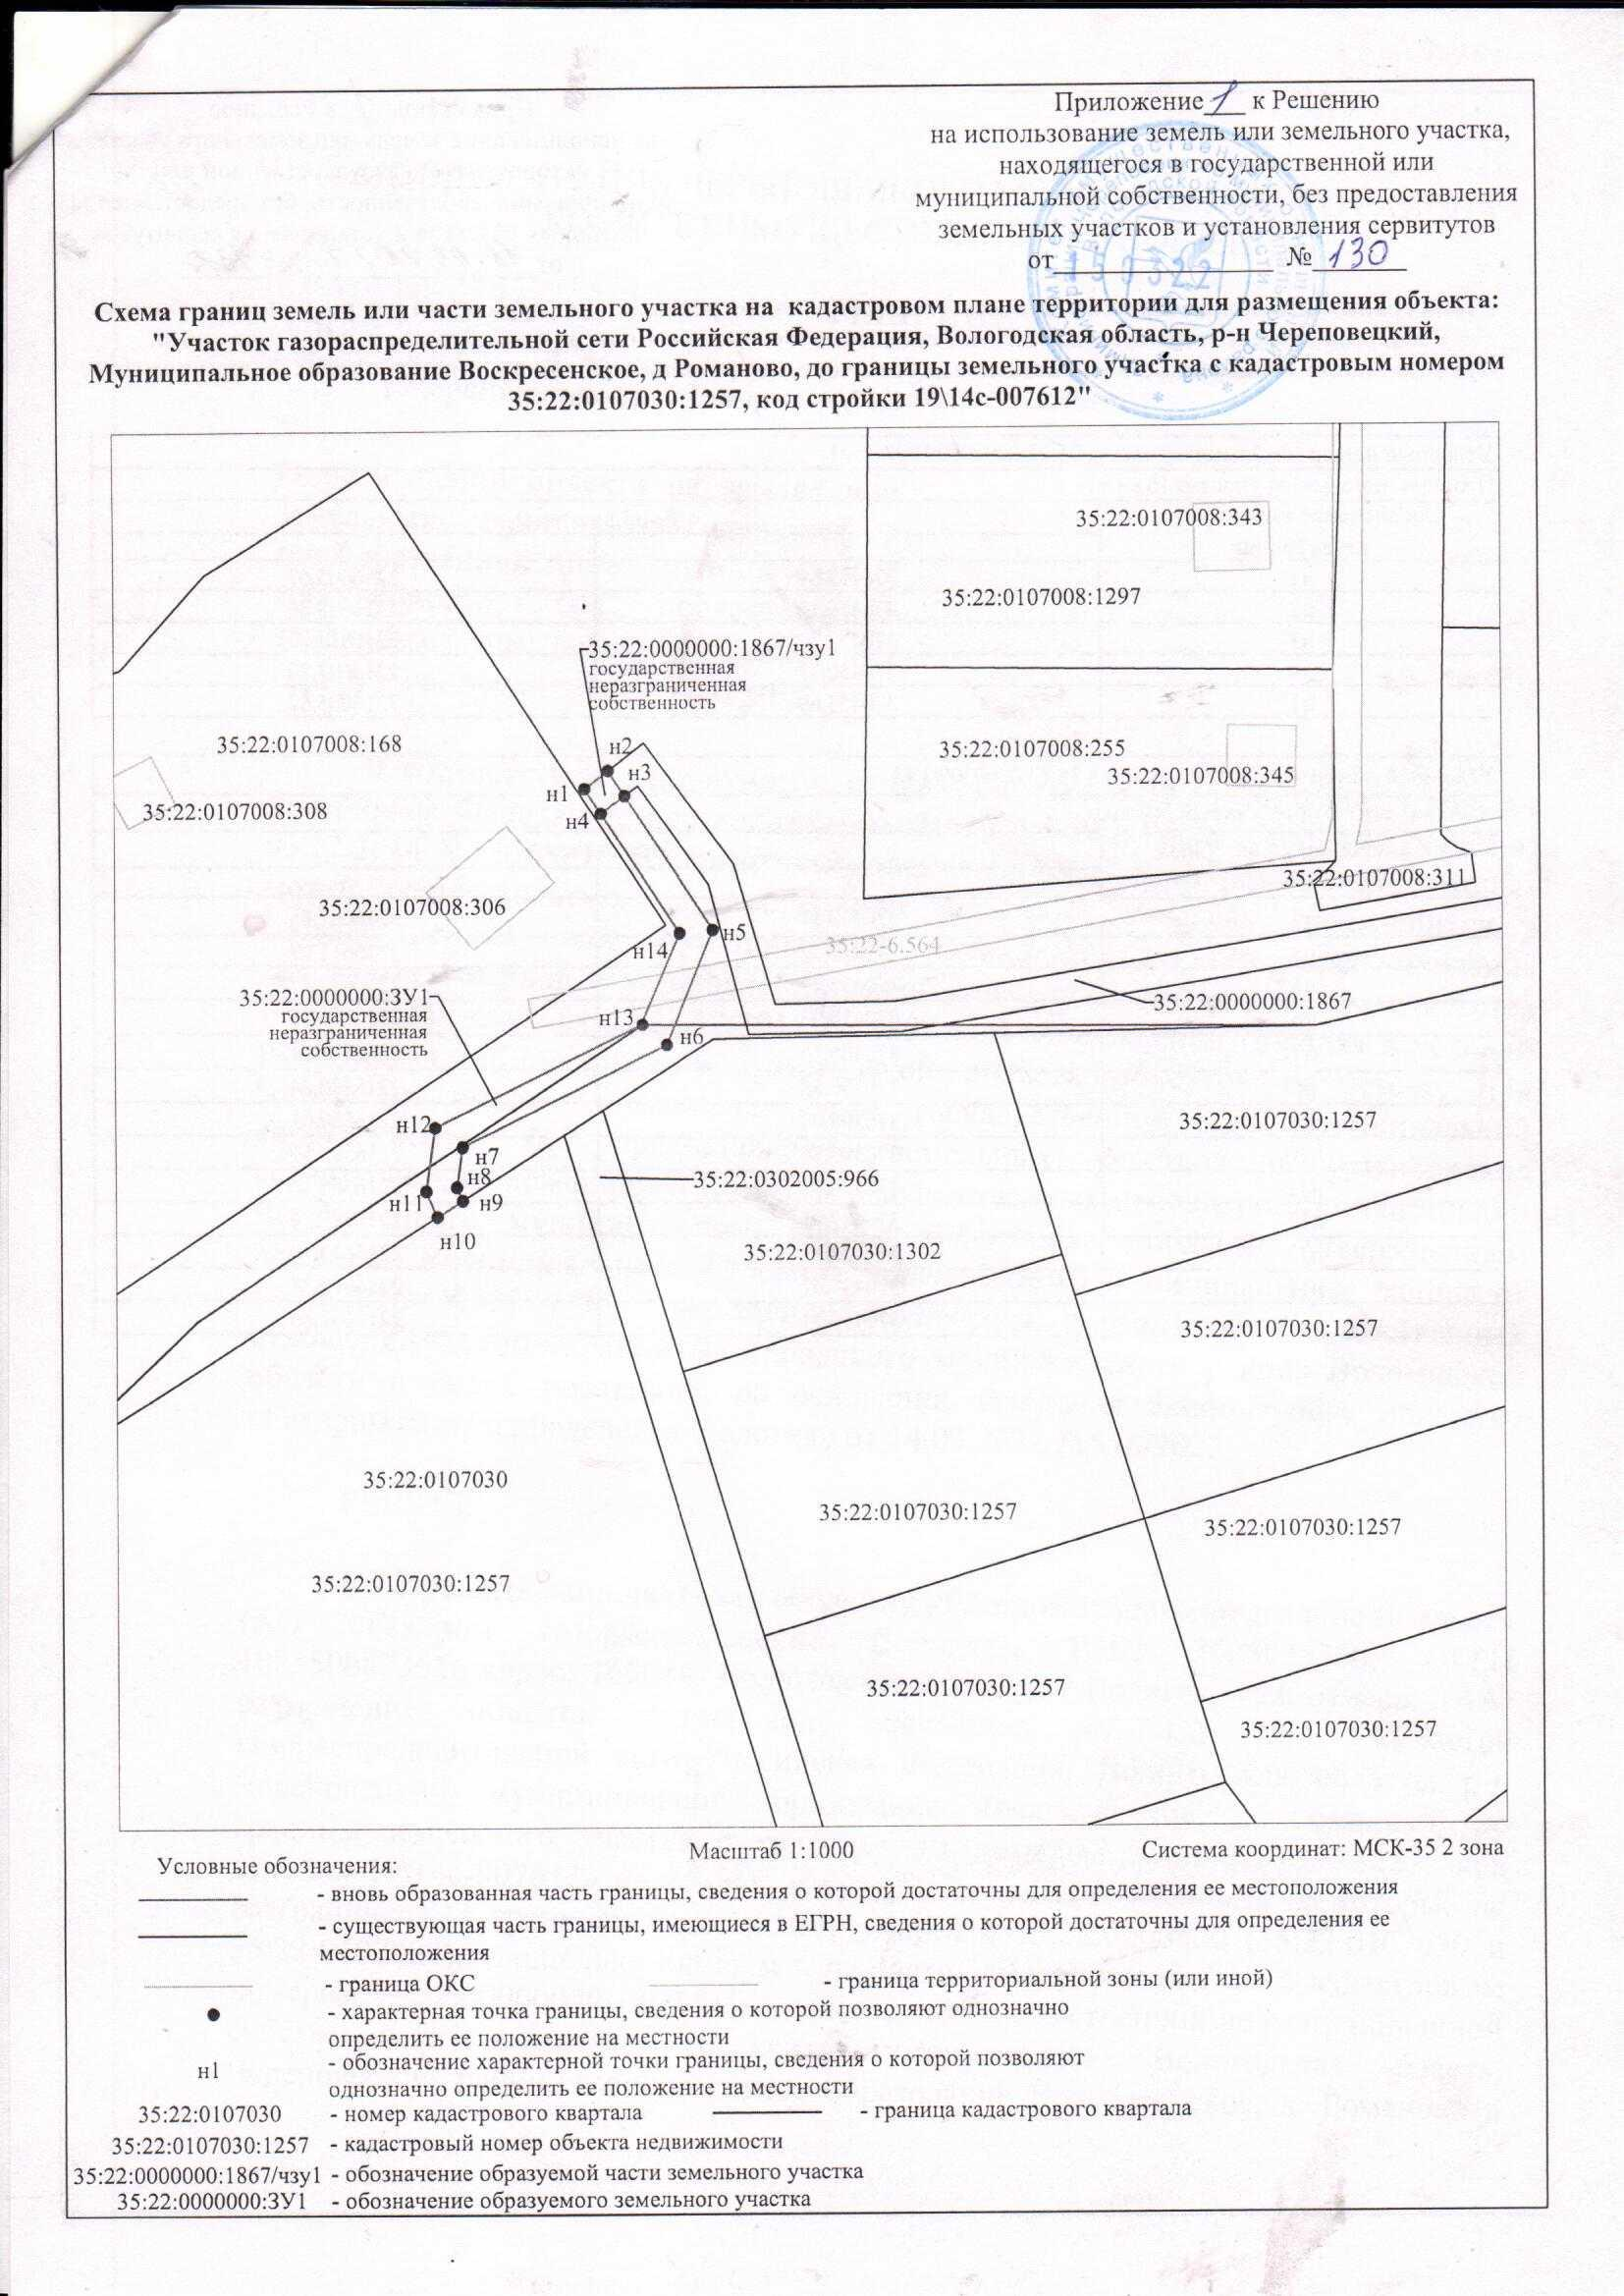 Приложение 1 к Решению
на использование земель или земельного участка,
находящегося в государственной или
муниципальной собственности, без предоставления
земельных участков и установления сервитутов
от 150322 № 130
Схема границ земель или части земельного участка на кадастровом плане территории для размещения объекта:
"Участок газораспределительной сети Российская Федерация, Вологодская область, р-н Череповецкий,
Муниципальное образование Воскресенское, д Романово, до границы земельного участка с кадастровым номером
35:22:0107030:1257, код стройки 19\14с-007612"
35:22:0107008:343
35:22:0107008:1297
35:22:0000000:1867/чзу1
государственная
неразграниченная
собственность
35:22:0107008:168
н2
35:22:0107008:255
н3
35:22:0107008:345
н1
35:22:0107008:308
н4
35:22:0107008:311
35:22:0107008:306
н5
н14
35:22-6.564
35:22:0000000:ЗУ1
государственная
неразграниченная
собственность
35:22:0000000:1867
н13
н6
н12
35:22:0107030:1257
н7
н8
35:22:0302005:966
н11
н9
н10
35:22:0107030:1302
35:22:0107030:1257
35:22:0107030
35:22:0107030:1257
35:22:0107030:1257
35:22:0107030:1257
35:22:0107030:1257
35:22:0107030:1257
Масштаб 1:1000
Система координат: МСК-35 2 зона
Условные обозначения:
- вновь образованная часть границы, сведения о которой достаточны для определения ее местоположения
- существующая часть границы, имеющиеся в ЕГРН, сведения о которой достаточны для определения ее
местоположения
- граница ОКС - граница территориальной зоны (или иной)
- характерная точка границы, сведения о которой позволяют однозначно
определить ее положение на местности
н1 - обозначение характерной точки границы, сведения о которой позволяют
однозначно определить ее положение на местности
35:22:0107030 - номер кадастрового квартала - граница кадастрового квартала
35:22:0107030:1257 - кадастровый номер объекта недвижимости
35:22:0000000:1867/чзу1 - обозначение образуемой части земельного участка
35:22:0000000:ЗУ1 - обозначение образуемого земельного участка